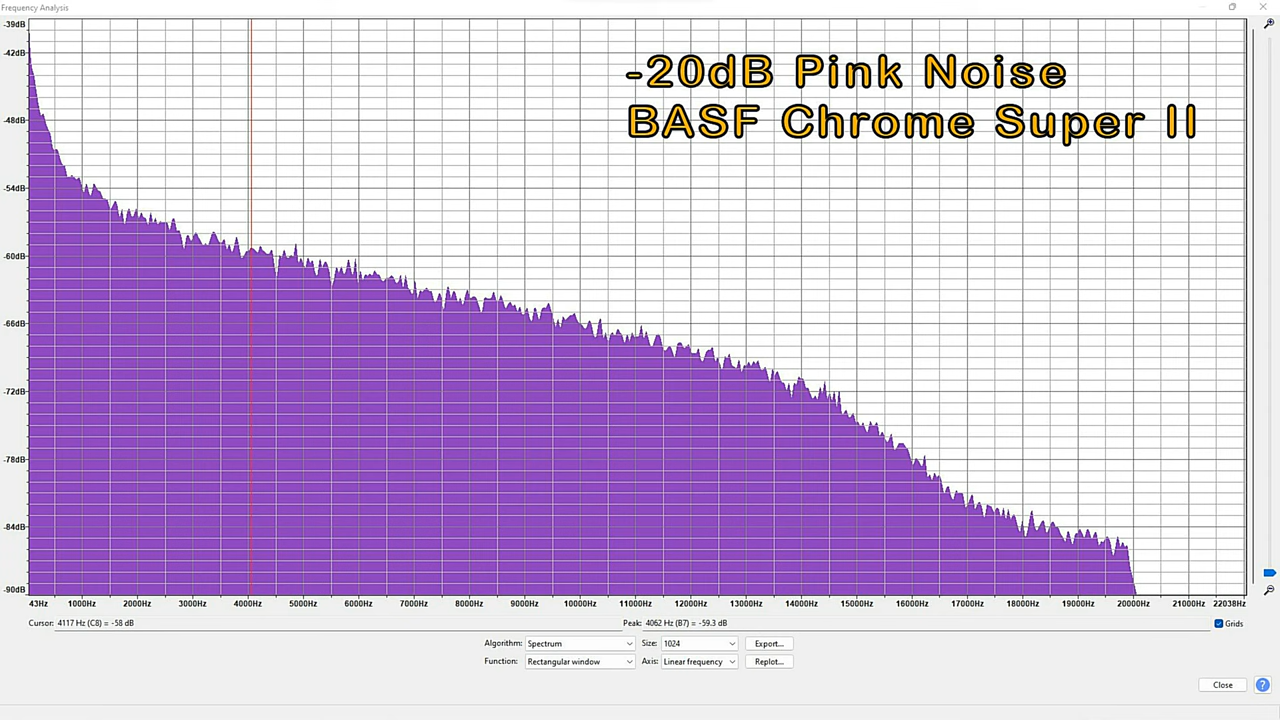 Frequency Analysis
-20dB Pink Noise
BASF Chrome Super II
-39dB
-42dB
-48dB
-54dB
-60dB
-66dB
-72dB
-78dB
-84dB
-90dB
43Hz 1000Hz 2000Hz 3000Hz 4000Hz 5000Hz 6000Hz 7000Hz 8000Hz 9000Hz 10000Hz 11000Hz 12000Hz 13000Hz 14000Hz 15000Hz 16000Hz 17000Hz 18000Hz 19000Hz 20000Hz 21000Hz 22038Hz
Cursor: 4117 Hz (C8) = -58 dB Peak: 4062 Hz (B7) = -59.3 dB Grids
Algorithm: Spectrum Size: 1024 Export...
Function: Rectangular window Axis: Linear frequency Replot...
Close ?